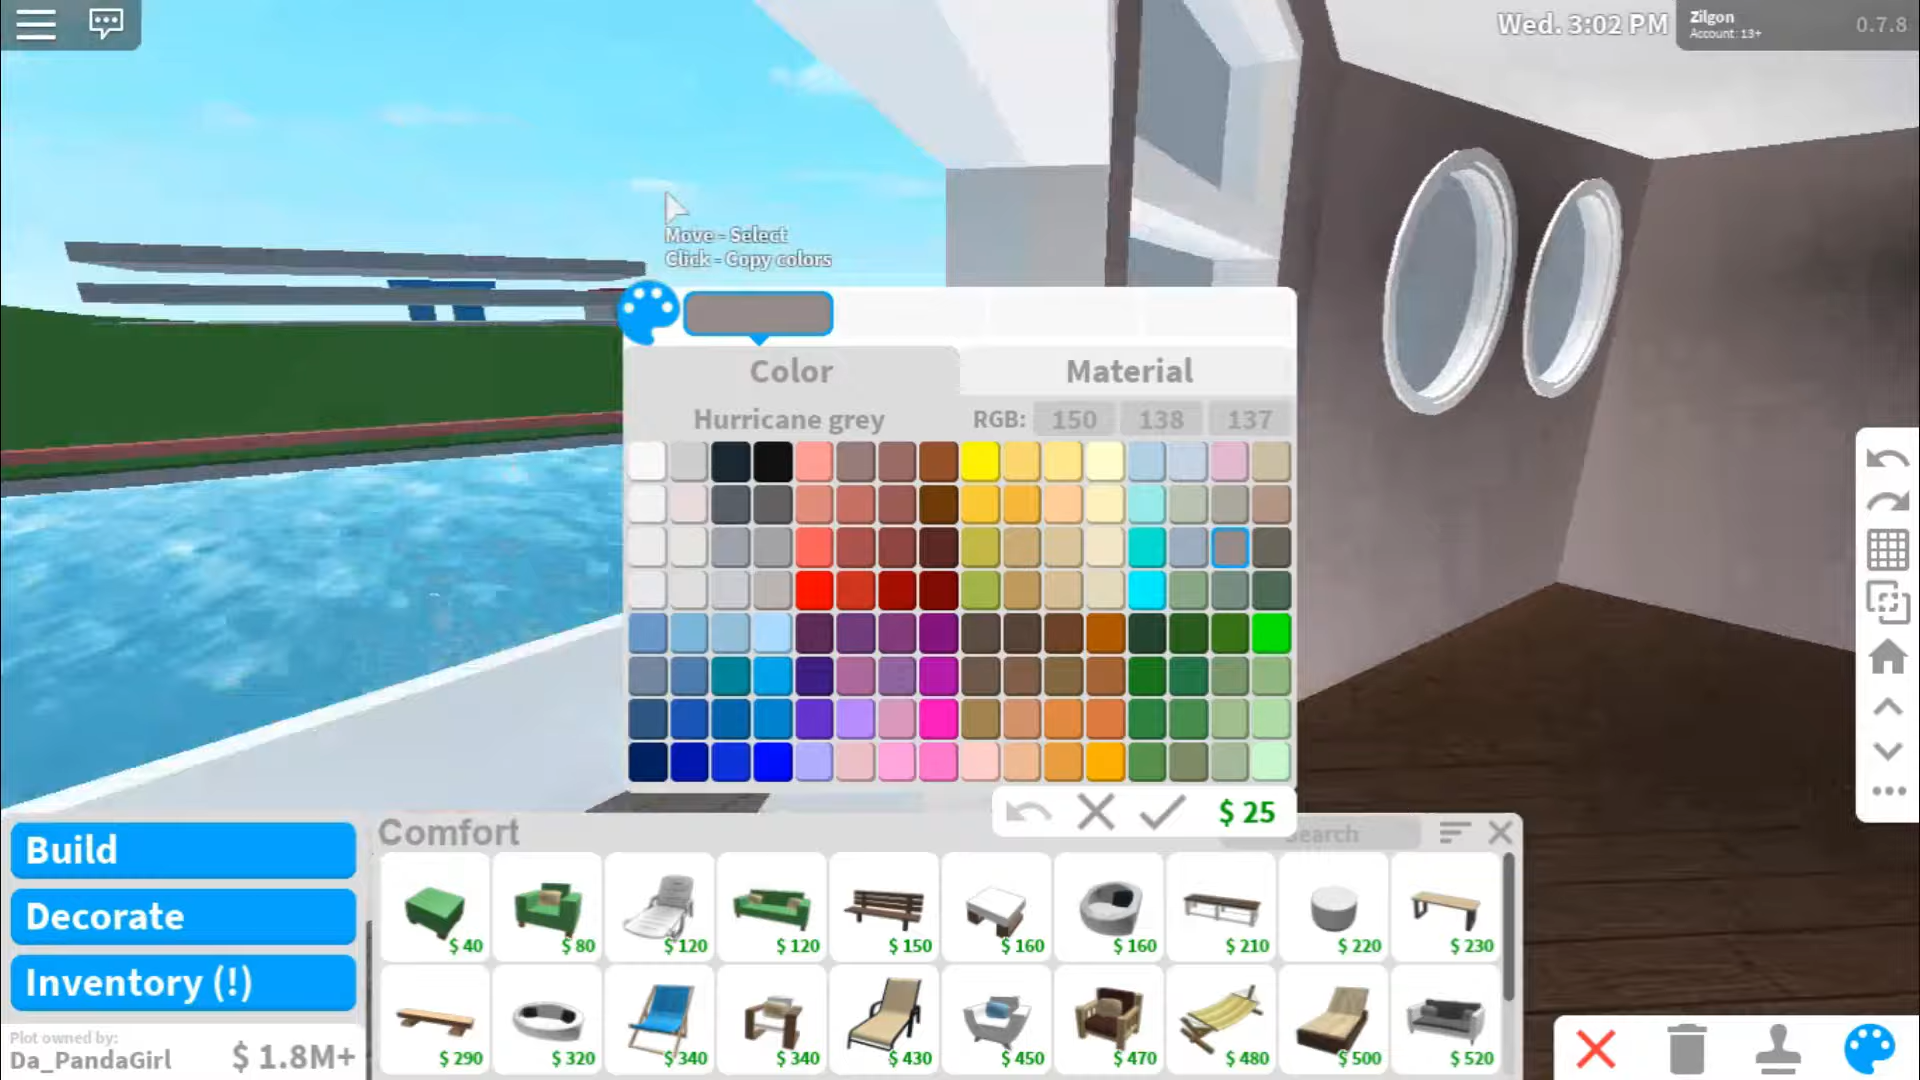 Wed. 3:02 PM
Zilgon
Account: 13+
0.7.8
Move - Select
Click - Copy colors
Color
Material
Hurricane grey
RGB: 150 138 137
$ 25
Build
Decorate
Inventory (!)
Plot owned by:
Da_PandaGirl
$ 1.8M+
Comfort
Search
$ 40
$ 80
$ 120
$ 120
$ 150
$ 160
$ 160
$ 210
$ 220
$ 230
$ 290
$ 320
$ 340
$ 340
$ 430
$ 450
$ 470
$ 480
$ 500
$ 520